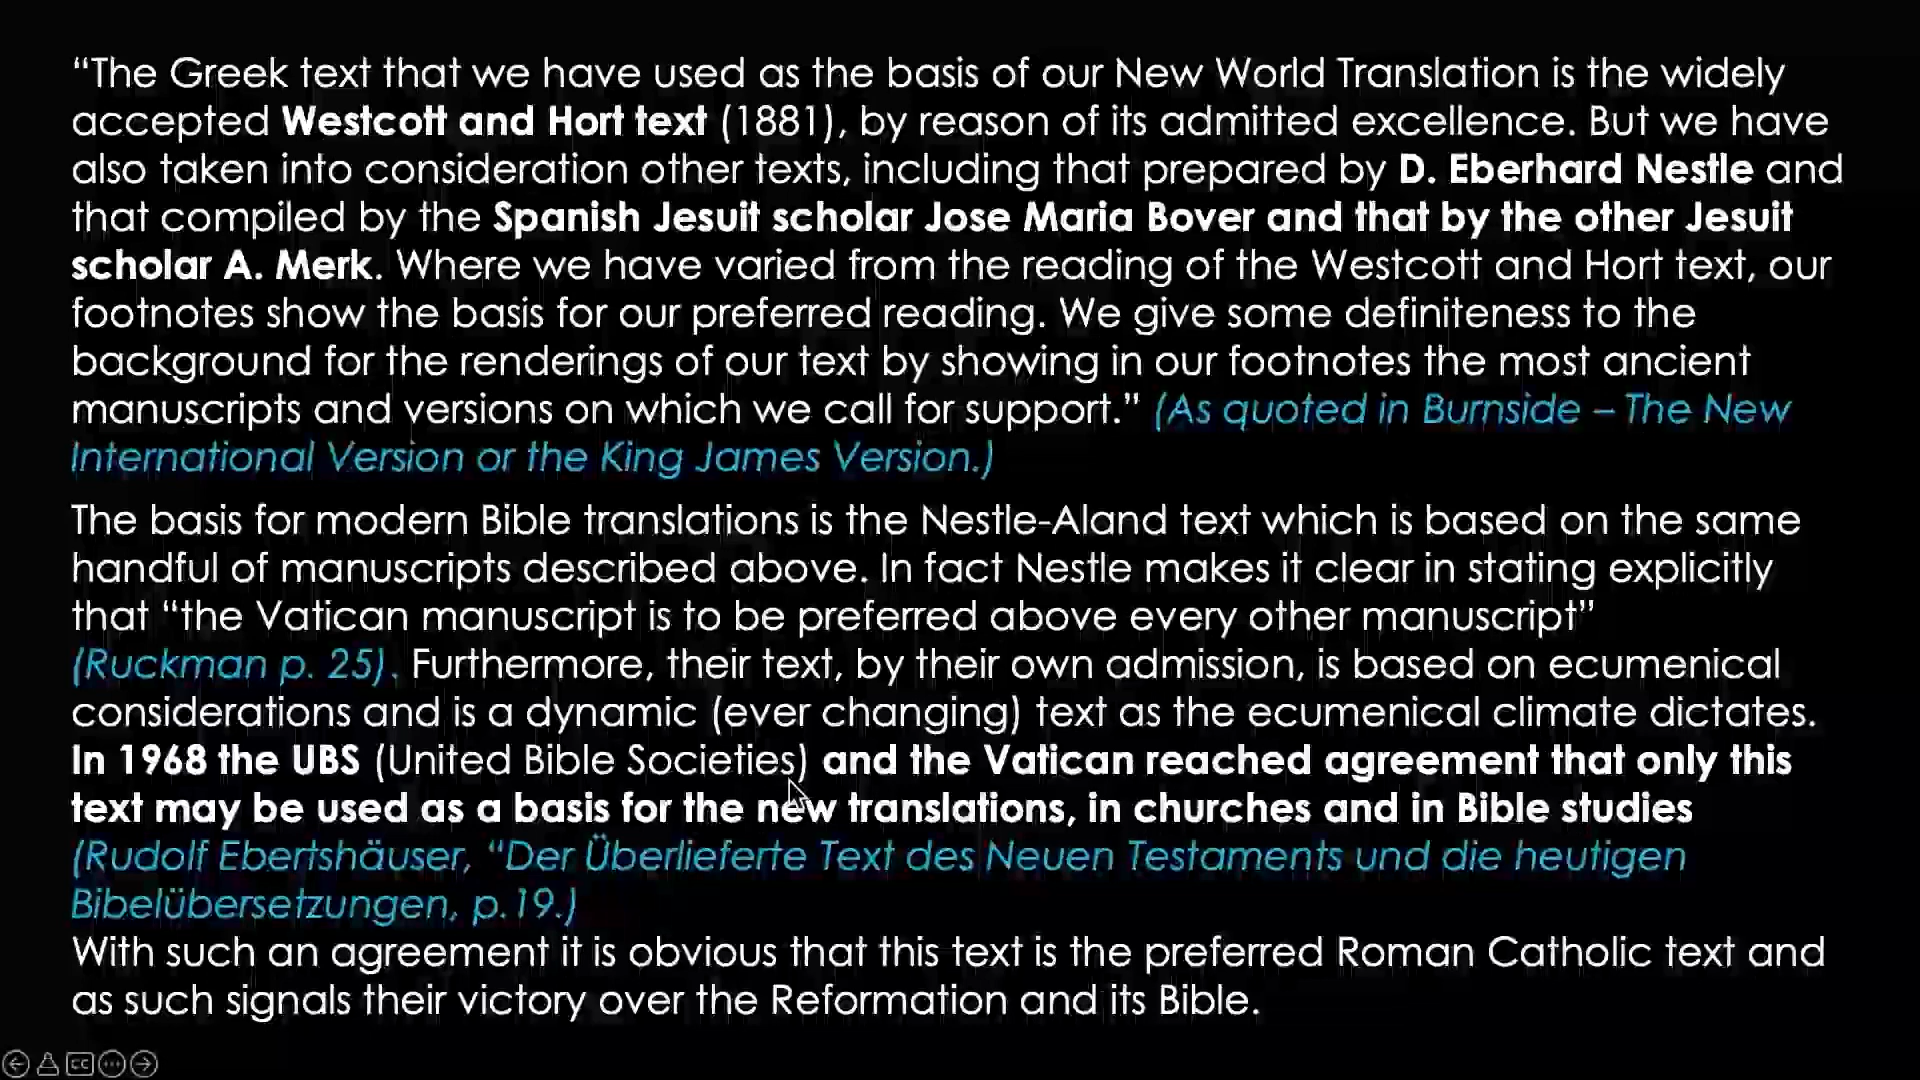 “The Greek text that we have used as the basis of our New World Translation is the widely
accepted Westcott and Hort text (1881), by reason of its admitted excellence. But we have
also taken into consideration other texts, including that prepared by D. Eberhard Nestle and
that compiled by the Spanish Jesuit scholar Jose Maria Bover and that by the other Jesuit
scholar A. Merk. Where we have varied from the reading of the Westcott and Hort text, our
footnotes show the basis for our preferred reading. We give some definiteness to the
background for the renderings of our text by showing in our footnotes the most ancient
manuscripts and versions on which we call for support.” (As quoted in Burnside – The New
International Version or the King James Version.)
The basis for modern Bible translations is the Nestle-Aland text which is based on the same
handful of manuscripts described above. In fact Nestle makes it clear in stating explicitly
that “the Vatican manuscript is to be preferred above every other manuscript”
(Ruckman p. 25). Furthermore, their text, by their own admission, is based on ecumenical
considerations and is a dynamic (ever changing) text as the ecumenical climate dictates.
In 1968 the UBS (United Bible Societies) and the Vatican reached agreement that only this
text may be used as a basis for the new translations, in churches and in Bible studies
(Rudolf Ebertshäuser, “Der Überlieferte Text des Neuen Testaments und die heutigen
Bibelübersetzungen, p.19.)
With such an agreement it is obvious that this text is the preferred Roman Catholic text and
as such signals their victory over the Reformation and its Bible.
CC